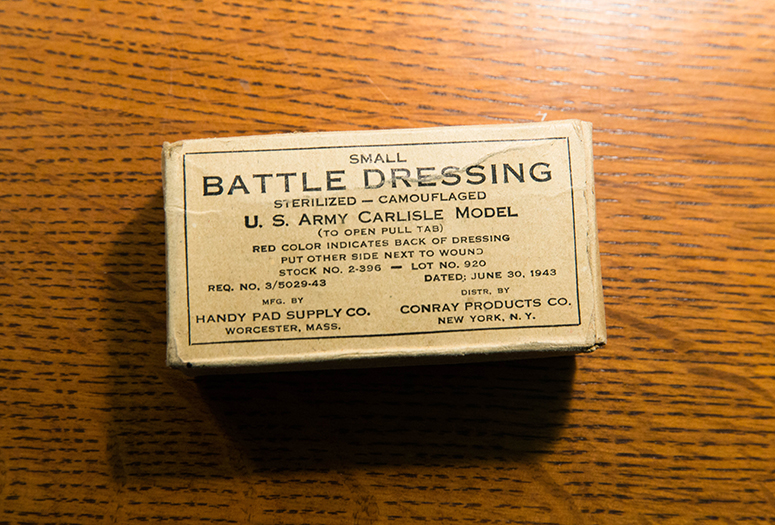 SMALL
BATTLE DRESSING
STERILIZED — CAMOUFLAGED
U. S. ARMY CARLISLE MODEL
(TO OPEN PULL TAB)
RED COLOR INDICATES BACK OF DRESSING
PUT OTHER SIDE NEXT TO WOUND
STOCK NO. 2-396 — LOT NO. 920
REQ. NO. 3/5029-43 DATED; JUNE 30, 1943
MFG. BY DISTR. BY
HANDY PAD SUPPLY CO. CONRAY PRODUCTS CO.
WORCESTER, MASS. NEW YORK, N. Y.